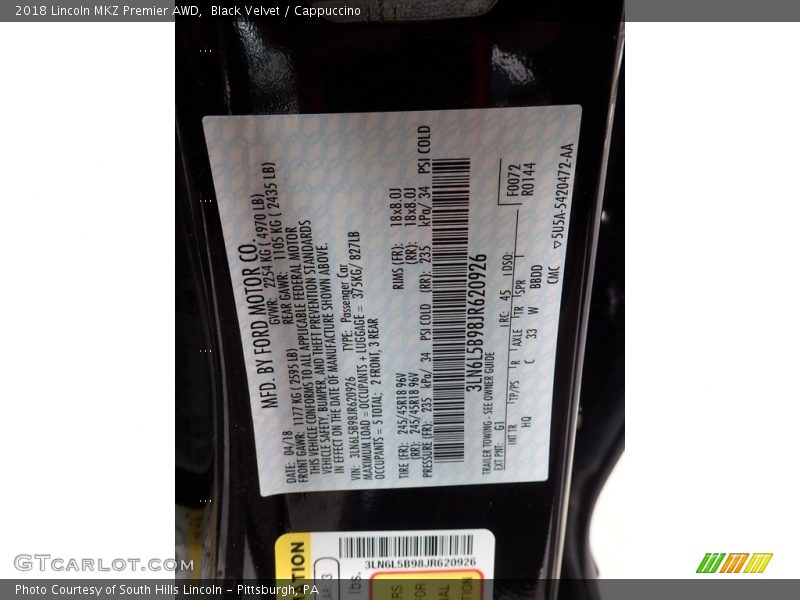 2018 Lincoln MKZ Premier AWD,  Black Velvet / Cappuccino
MFD. BY FORD MOTOR CO.
DATE: 04/18 GVWR: 2254 KG ( 4970 LB)
FRONT GAWR: 1177 KG ( 2595 LB) REAR GAWR: 1105 KG ( 2435 LB)
THIS VEHICLE CONFORMS TO ALL APPLICABLE FEDERAL MOTOR
VEHICLE SAFETY, BUMPER, AND THEFT PREVENTION STANDARDS
IN EFFECT ON THE DATE OF MANUFACTURE SHOWN ABOVE.
VIN: 3LN6L5B98JR620926 TYPE: Passenger Car
MAXIMUM LOAD = OCCUPANTS + LUGGAGE = 375KG/ 827LB
OCCUPANTS = 5 TOTAL; 2 FRONT, 3 REAR
TIRE (FR): 245/45R18 96V RIMS (FR): 18x8.0J
(RR): 245/45R18 96V (RR): 18x8.0J
PRESSURE (FR): 235 kPa/ 34 PSI COLD (RR): 235 kPa/ 34 PSI COLD
3LN6L5B98JR620926
TRAILER TOWING - SEE OWNER GUIDE
EXT PNT: G1 RC: 45 DSO: F0072
R0144
INT TR TP/PS R AXLE TR SPR
HQ C 33 W BBDD
CMC ▽5U5A-5420472-AA
3LN6L5B98JR620926
GTCarLot.com
Photo Courtesy of South Hills Lincoln – Pittsburgh, PA